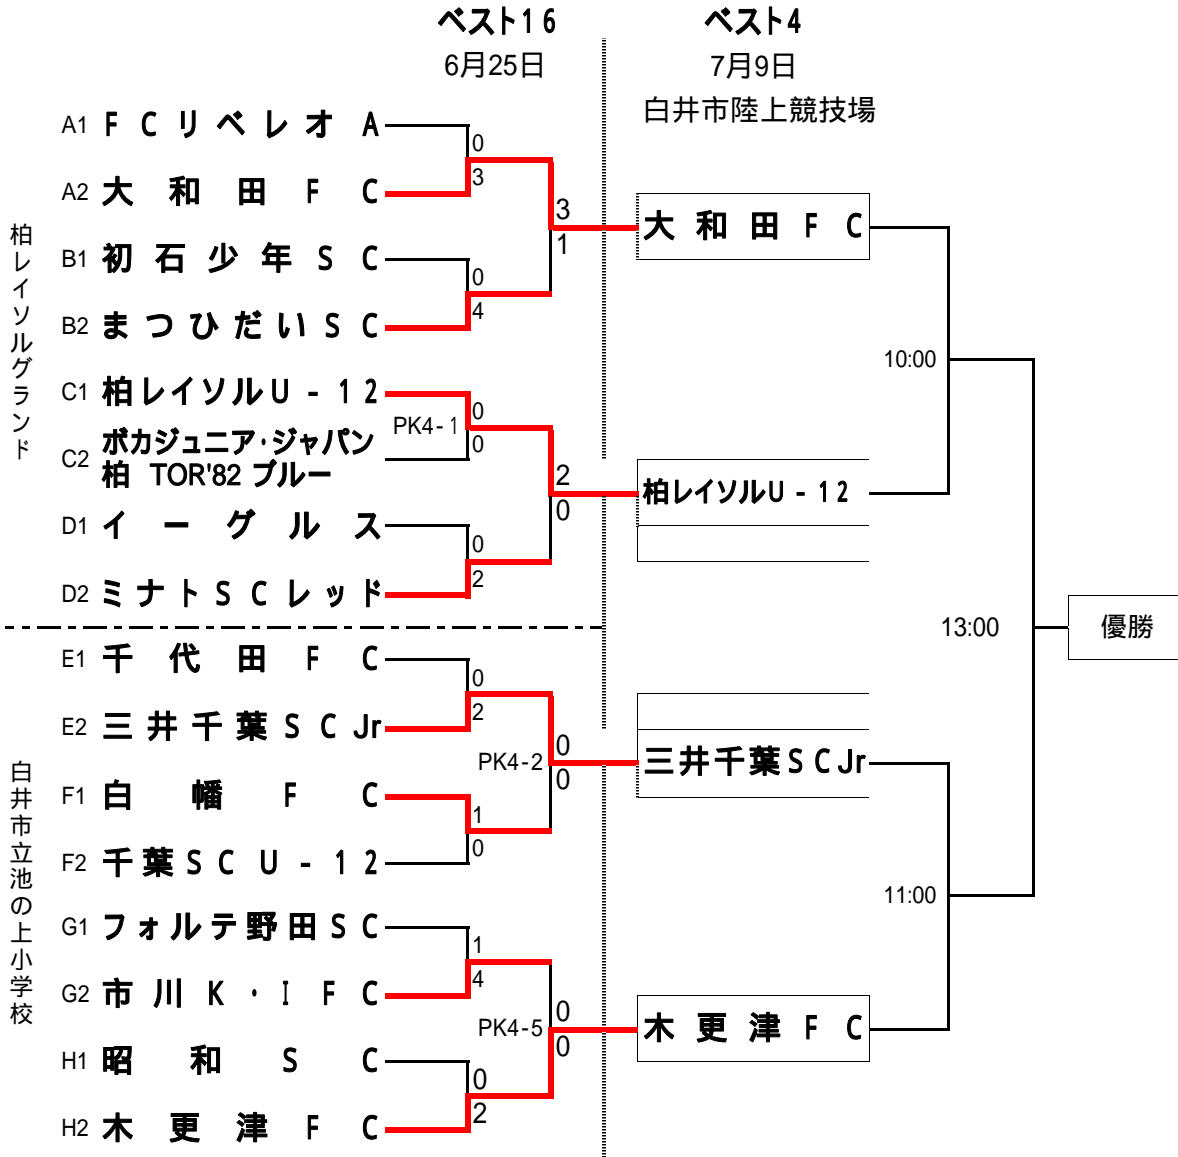 ベスト16
6月25日
ベスト4
7月9日
白井市陸上競技場
柏レイソルグランド
A1 FCリベレオA
0
3
A2 大和田FC
3
1
B1 初石少年SC
0
4
B2 まつひだいSC
C1 柏レイソルU-12
PK4-1
0
0
C2 ボカジュニア・ジャパン
柏 TOR'82 ブルー
2
0
D1 イーグルス
0
2
D2 ミナトSCレッド
白井市立池の上小学校
E1 千代田FC
0
2
E2 三井千葉SCJr
PK4-2
0
0
F1 白幡FC
1
0
F2 千葉SCU-12
G1 フォルテ野田SC
1
4
G2 市川K・IFC
PK4-5
0
0
H1 昭和SC
0
2
H2 木更津FC
大和田FC
10:00
柏レイソルU-12
13:00
優勝
三井千葉SCJr
11:00
木更津FC